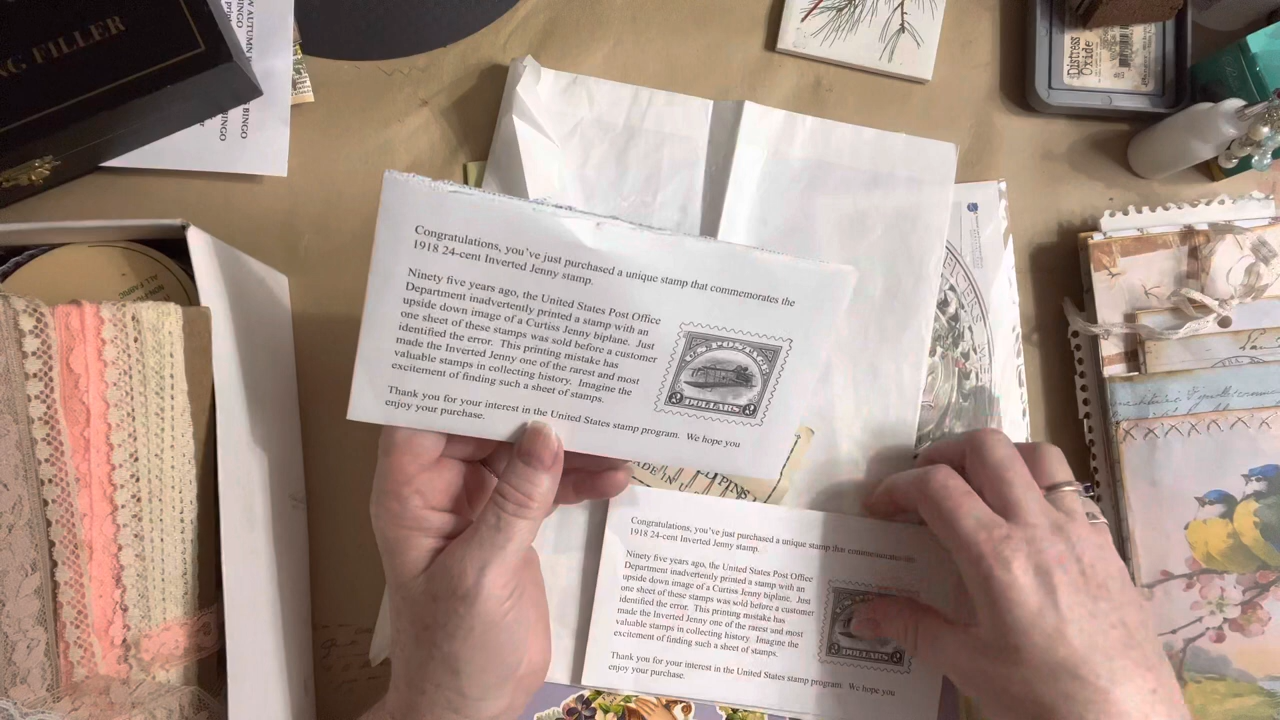 NG FILLER
W AUTUMN
BINGO
BINGO
Distress
Oxide
Congratulations, you've just purchased a unique stamp that commemorates the
1918 24-cent Inverted Jenny stamp.
Ninety five years ago, the United States Post Office
Department inadvertently printed a stamp with an
upside down image of a Curtiss Jenny biplane. Just
one sheet of these stamps was sold before a customer
identified the error. This printing mistake has
made the Inverted Jenny one of the rarest and most
valuable stamps in collecting history. Imagine the
excitement of finding such a sheet of stamps.
U.S. POSTAGE
2 DOLLARS 2
Thank you for your interest in the United States stamp program. We hope you
enjoy your purchase.
MADE IN U
Congratulations, you've just purchased a unique stamp that commemorates
1918 24-cent Inverted Jenny stamp.
Ninety five years ago, the United States Post Office
Department inadvertently printed a stamp with an
upside down image of a Curtiss Jenny biplane. Just
one sheet of these stamps was sold before a customer
identified the error. This printing mistake has
made the Inverted Jenny one of the rarest and most
valuable stamps in collecting history. Imagine the
excitement of finding such a sheet of stamps.
DOLLARS
Thank you for your interest in the United States stamp program. We hope you
enjoy your purchase.